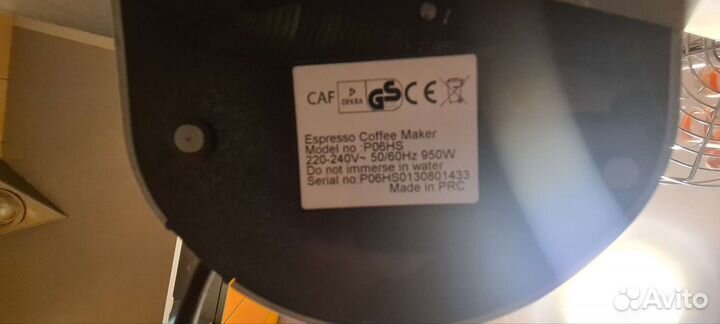 CAF DEKRA GS CE
Espresso Coffee Maker
Model no :P06HS
220-240V~ 50/60Hz 950W
Do not immerse in water
Serial no:P06HS0130801433
Made in PRC
Avito